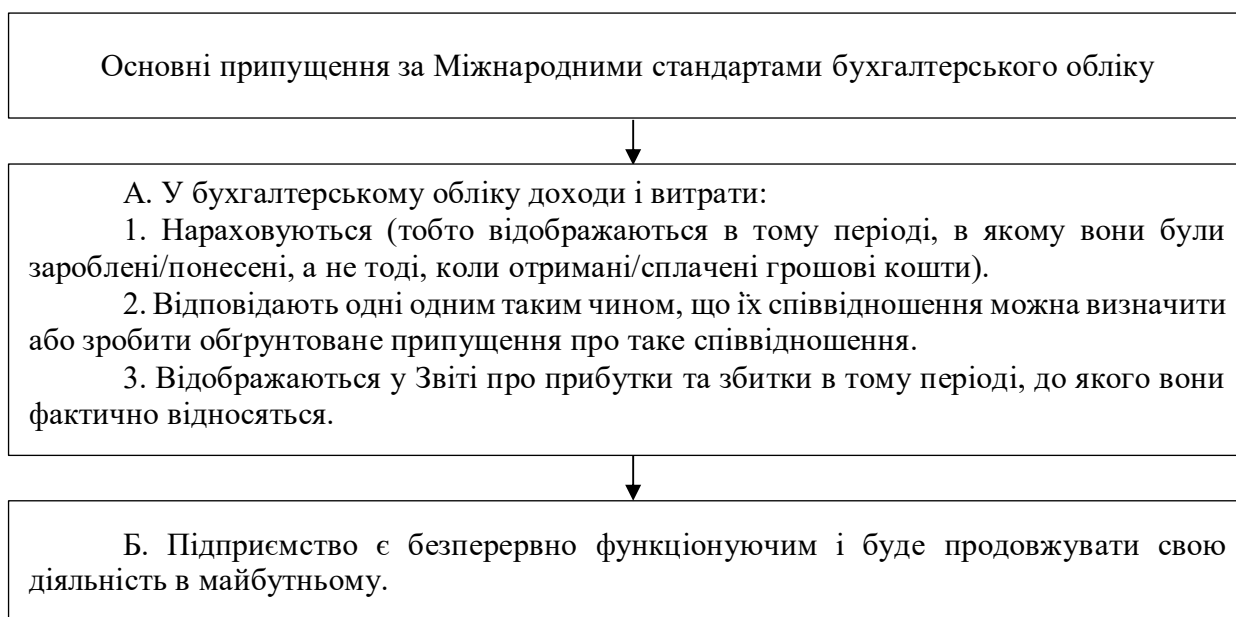 Основні припущення за Міжнародними стандартами бухгалтерського обліку
А. У бухгалтерському обліку доходи і витрати:
1. Нараховуються (тобто відображаються в тому періоді, в якому вони були
зароблені/понесені, а не тоді, коли отримані/сплачені грошові кошти).
2. Відповідають одні одним таким чином, що їх співвідношення можна визначити
або зробити обґрунтоване припущення про таке співвідношення.
3. Відображаються у Звіті про прибутки та збитки в тому періоді, до якого вони
фактично відносяться.
Б. Підприємство є безперервно функціонуючим і буде продовжувати свою
діяльність в майбутньому.